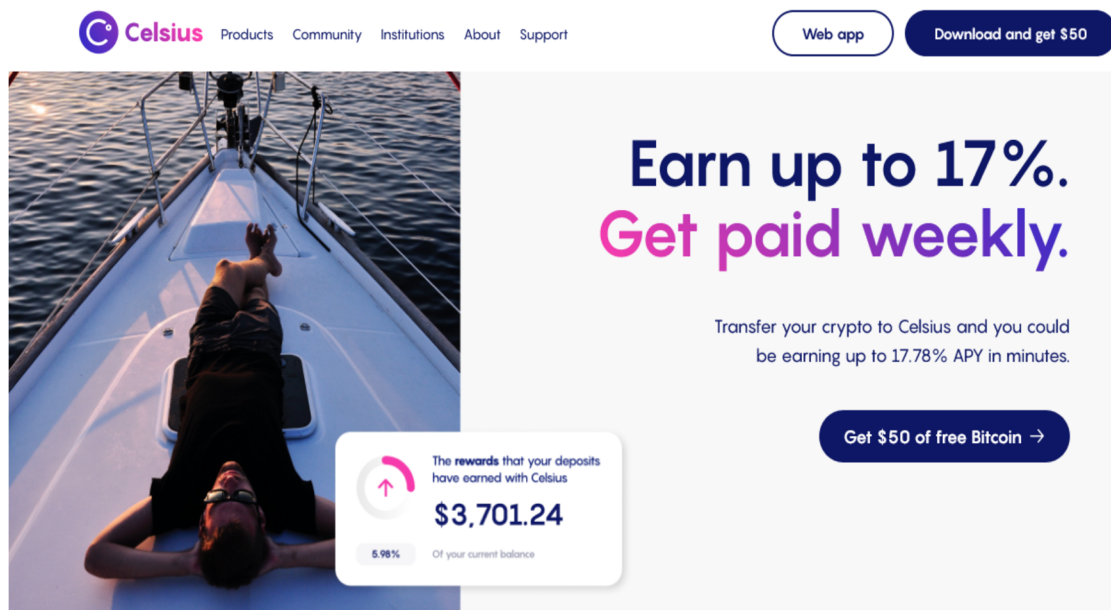 Celsius
Products
Community
Institutions
About
Support
Web app
Download and get $50
Earn up to 17%.
Get paid weekly.
Transfer your crypto to Celsius and you could
be earning up to 17.78% APY in minutes.
Get $50 of free Bitcoin →
The rewards that your deposits
have earned with Celsius
$3,701.24
5.98%
Of your current balance